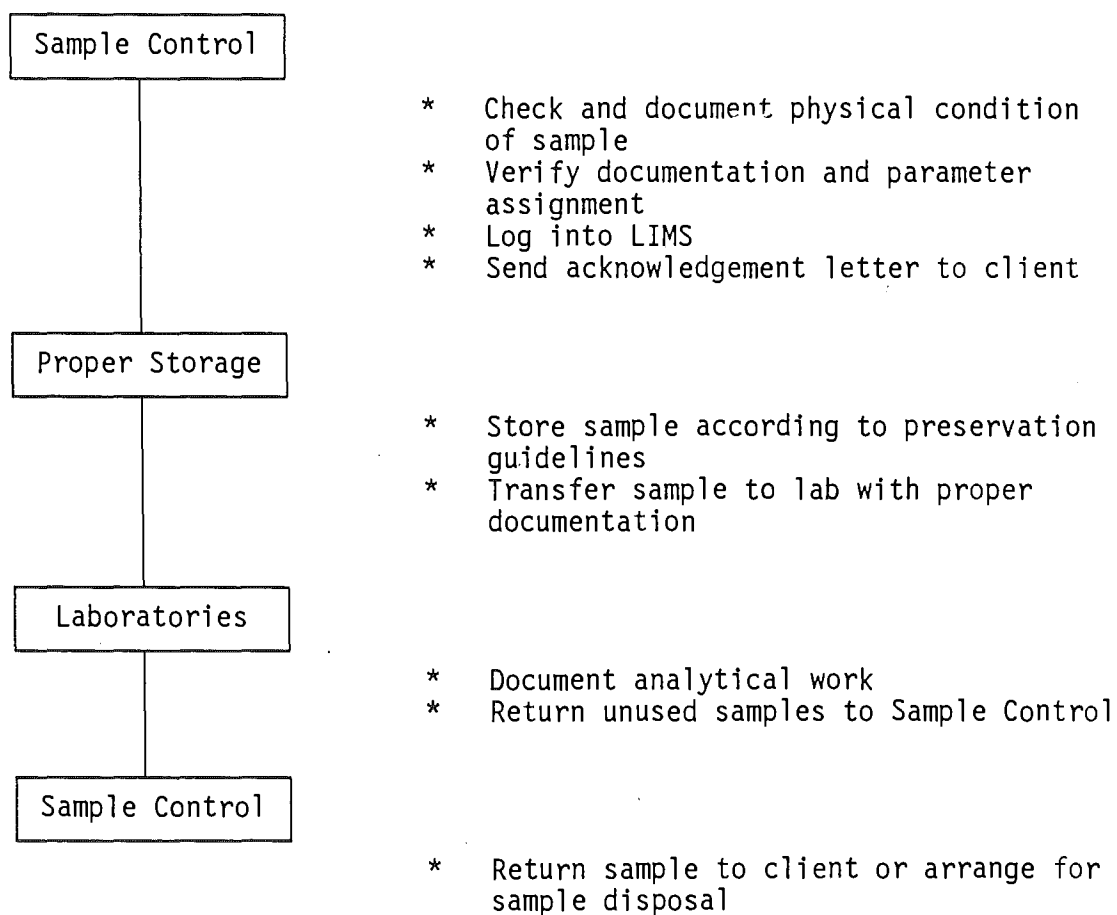 Sample Control
* Check and document physical condition
of sample
* Verify documentation and parameter
assignment
* Log into LIMS
* Send acknowledgement letter to client
Proper Storage
* Store sample according to preservation
guidelines
* Transfer sample to lab with proper
documentation
Laboratories
* Document analytical work
* Return unused samples to Sample Control
Sample Control
* Return sample to client or arrange for
sample disposal